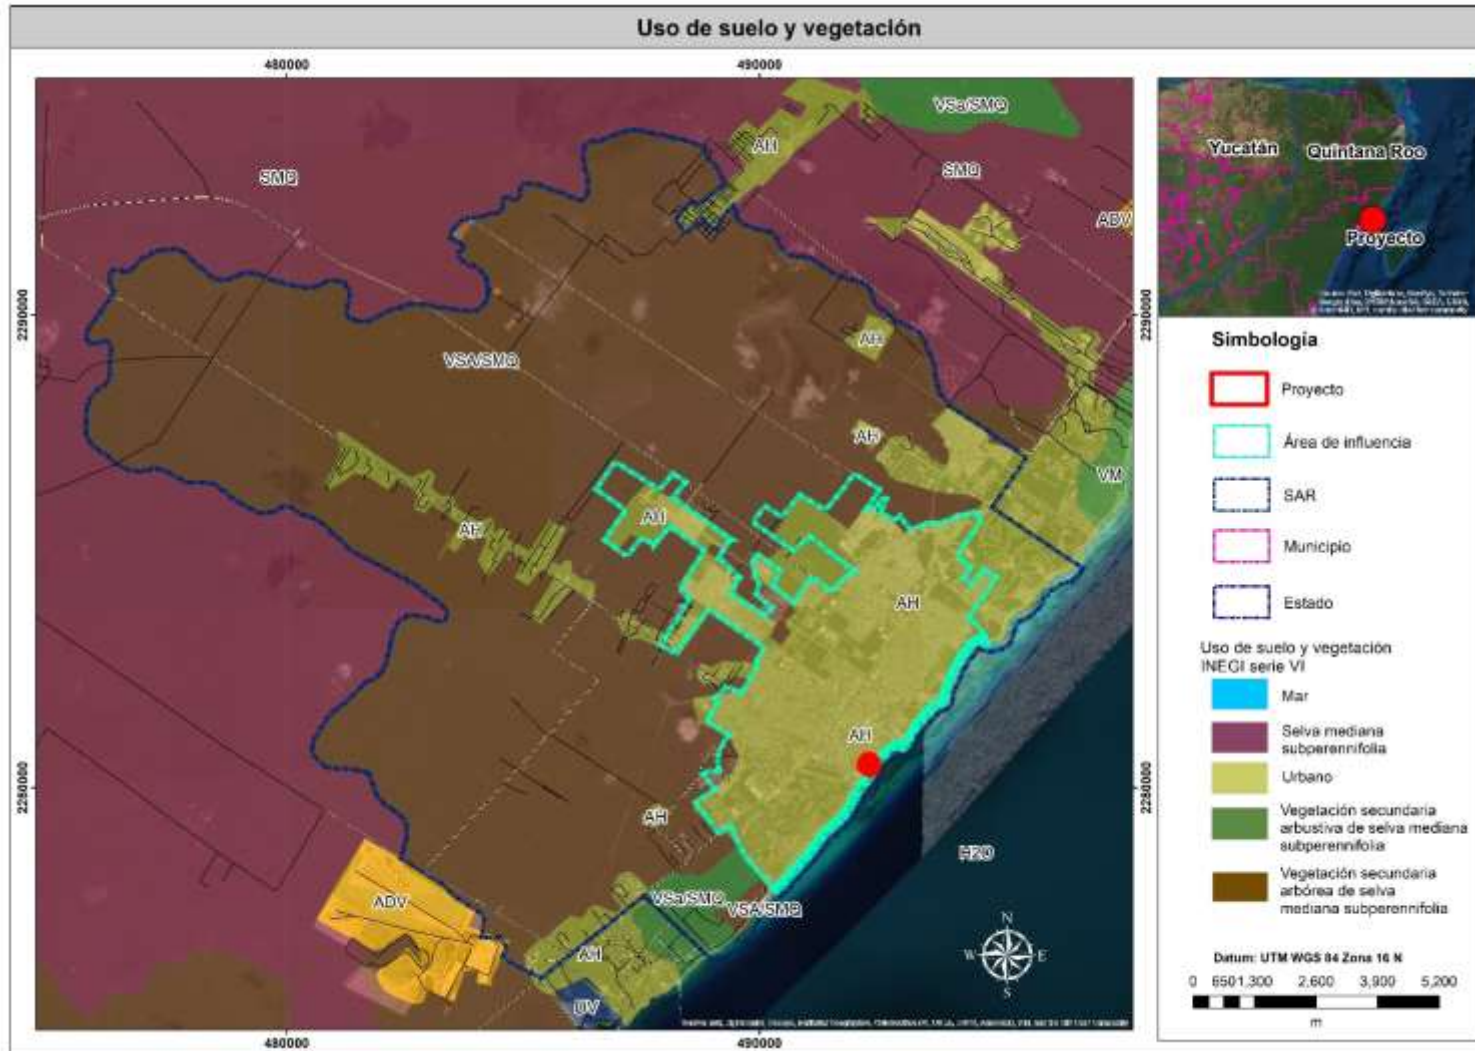 Uso de suelo y vegetación
480000
490000
VSa/SMQ
AH
SMQ
SMQ
ADV
2290000
2290000
AH
VSA/SMQ
AH
VM
AH
AH
AH
AH
2280000
2280000
AH
H2O
ADV
VSa/SMQ
VSA/SMQ
AH
DV
N
W
E
S
480000
490000
Yucatán
Quintana Roo
Proyecto
Simbología
Proyecto
Área de influencia
SAR
Municipio
Estado
Uso de suelo y vegetación
INEGI serie VI
Mar
Selva mediana
subperennifolia
Urbano
Vegetación secundaria
arbustiva de selva mediana
subperennifolia
Vegetación secundaria
arbórea de selva
mediana subperennifolia
Datum: UTM WGS 84 Zona 16 N
0 650 1,300 2,600 3,900 5,200
m